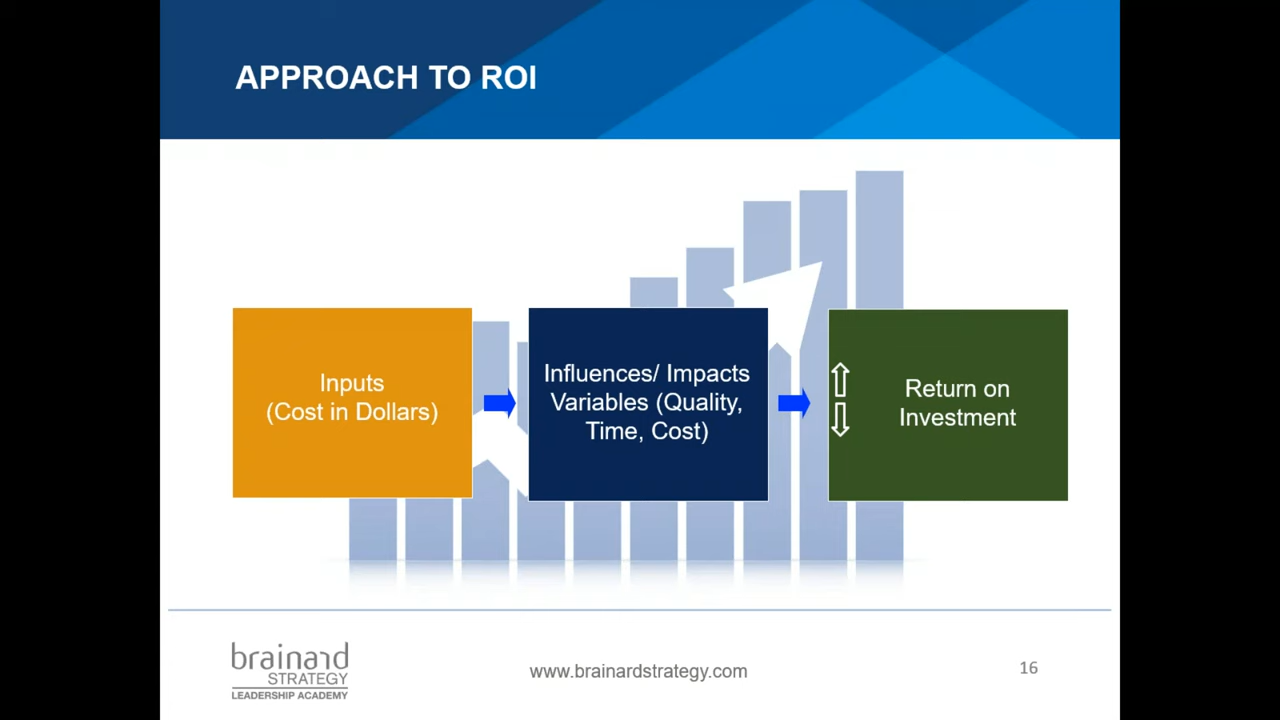 APPROACH TO ROI
Inputs
(Cost in Dollars)
Influences/ Impacts
Variables (Quality,
Time, Cost)
Return on
Investment
brainard
STRATEGY
LEADERSHIP ACADEMY
www.brainardstrategy.com
16